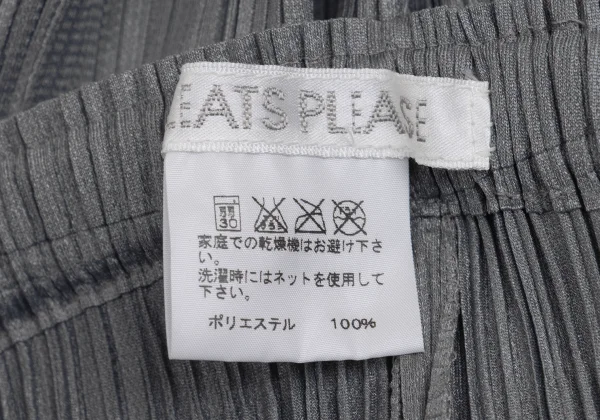 EATS PLEASE
30
家庭での乾燥機はお避け下さ
い。
洗濯時にはネットを使用して
下さい。
ポリエステル 100%